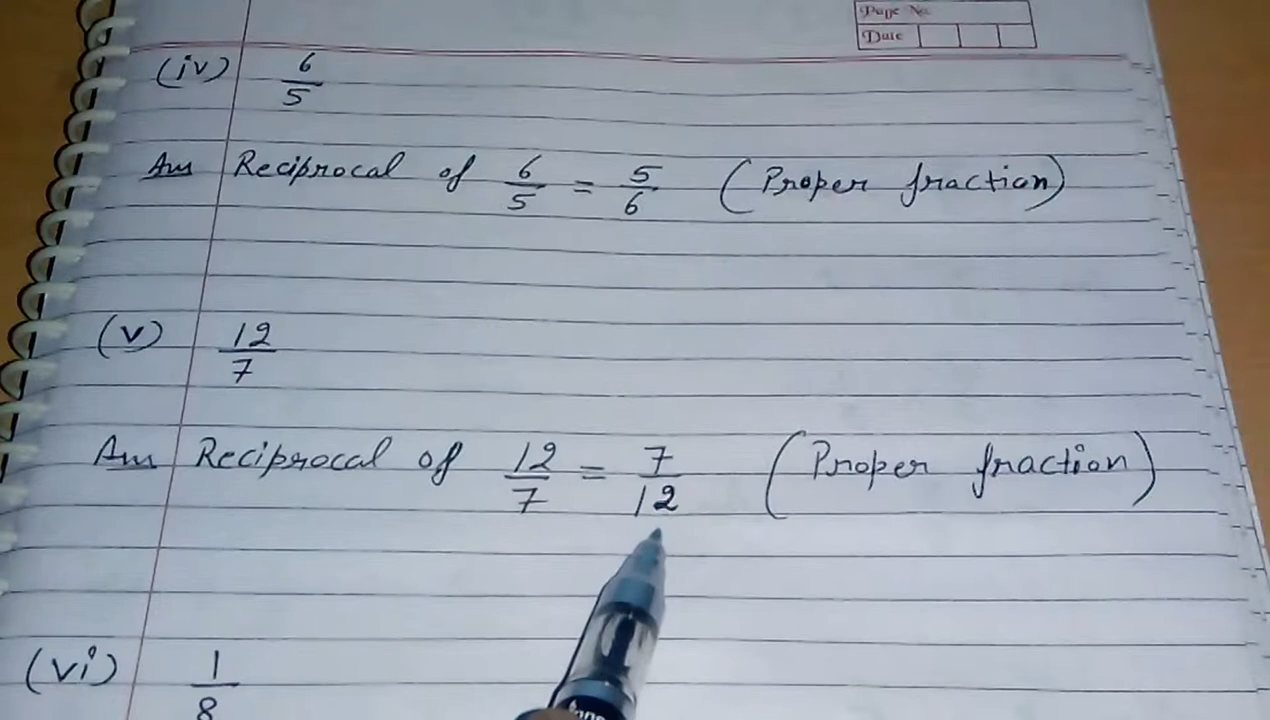 Page No.
Date
(iv) 6/5
Ans Reciprocal of 6/5 = 5/6 (Proper fraction)
(v) 12/7
Ans Reciprocal of 12/7 = 7/12 (Proper fraction)
(vi) 1/8